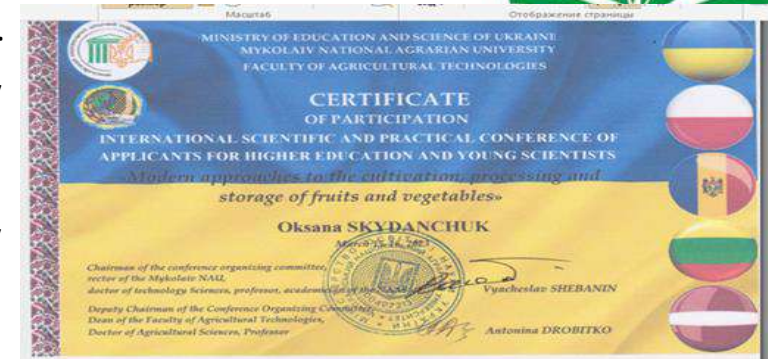 Масштаб
Отображение страницы
MINISTRY OF EDUCATION AND SCIENCE OF UKRAINE
MYKOLAIV NATIONAL AGRARIAN UNIVERSITY
FACULTY OF AGRICULTURAL TECHNOLOGIES
CERTIFICATE
OF PARTICIPATION
INTERNATIONAL SCIENTIFIC AND PRACTICAL CONFERENCE OF
APPLICANTS FOR HIGHER EDUCATION AND YOUNG SCIENTISTS
«Modern approaches to the cultivation, processing and
storage of fruits and vegetables»
Oksana SKYDANCHUK
Chairman of the conference organizing committee,
rector of the Mykolaiv NAU,
doctor of technology Sciences, professor, academician of the NAAS
Vyacheslav SHEBANIN
Deputy Chairman of the Conference Organizing Committee,
Dean of the Faculty of Agricultural Technologies,
Doctor of Agricultural Sciences, Professor
Antonina DROBITKO